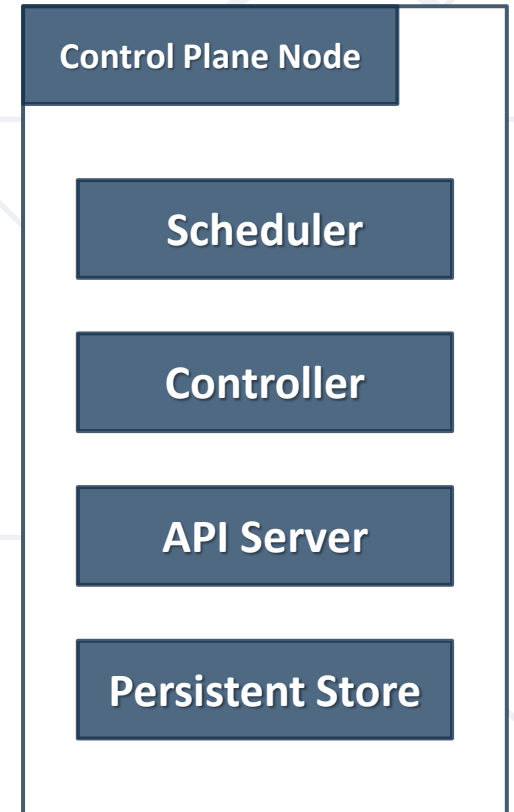 Control Plane Node
Scheduler
Controller
API Server
Persistent Store